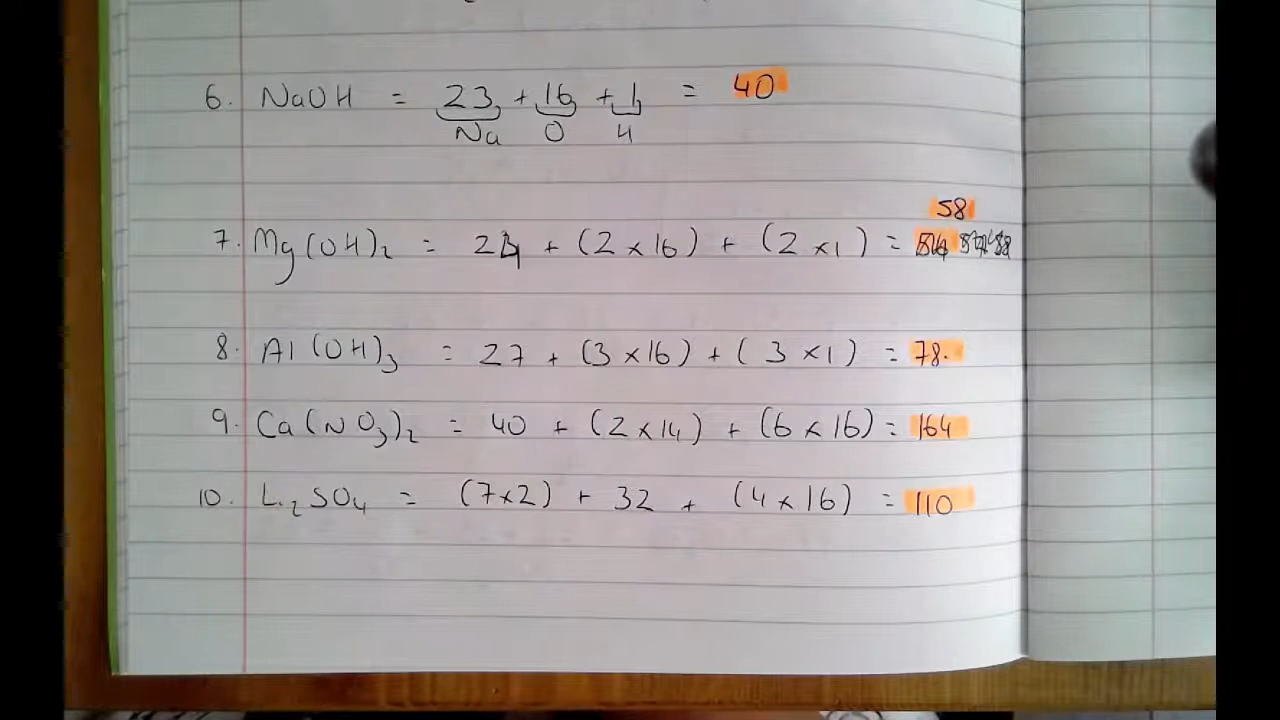 6. NaOH = 23 + 16 + 1 = 40
Na O H
58
7. Mg(OH)₂ = 24 + (2 × 16) + (2 × 1) =
8. Al(OH)₃ = 27 + (3 × 16) + (3 × 1) = 78.
9. Ca(NO₃)₂ = 40 + (2 × 14) + (6 × 16) = 164
10. Li₂SO₄ = (7 × 2) + 32 + (4 × 16) = 110